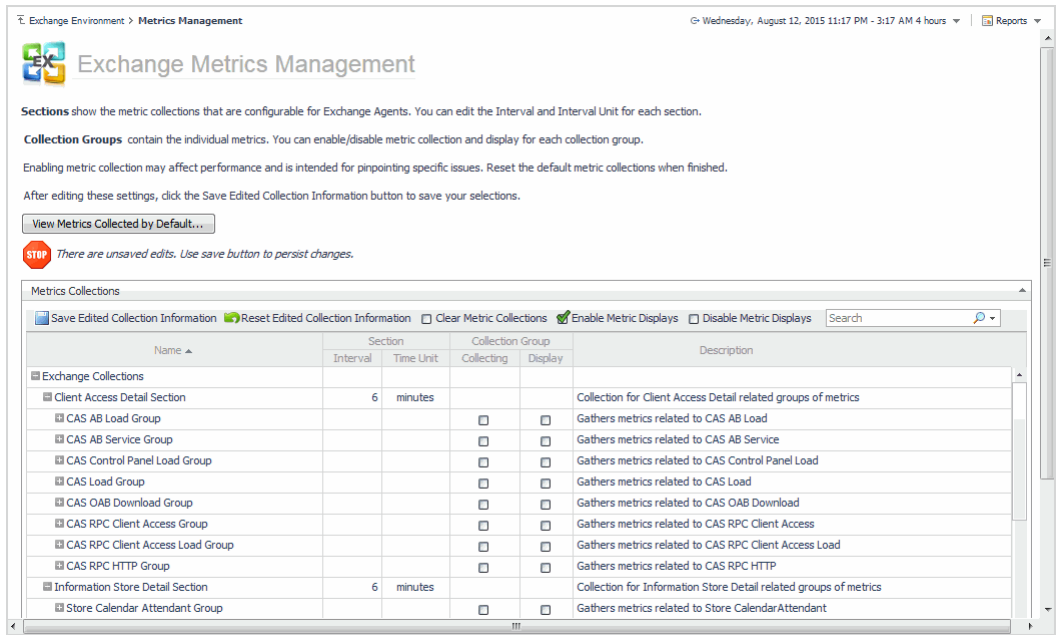 Exchange Environment > Metrics Management
Wednesday, August 12, 2015 11:17 PM - 3:17 AM 4 hours
Reports
EX
Exchange Metrics Management
Sections show the metric collections that are configurable for Exchange Agents. You can edit the Interval and Interval Unit for each section.
Collection Groups contain the individual metrics. You can enable/disable metric collection and display for each collection group.
Enabling metric collection may affect performance and is intended for pinpointing specific issues. Reset the default metric collections when finished.
After editing these settings, click the Save Edited Collection Information button to save your selections.
View Metrics Collected by Default...
STOP There are unsaved edits. Use save button to persist changes.
Metrics Collections
Save Edited Collection Information Reset Edited Collection Information Clear Metric Collections Enable Metric Displays Disable Metric Displays Search
Name Section Collection Group Description
Interval Time Unit Collecting Display
Exchange Collections
Client Access Detail Section 6 minutes Collection for Client Access Detail related groups of metrics
CAS AB Load Group Gathers metrics related to CAS AB Load
CAS AB Service Group Gathers metrics related to CAS AB Service
CAS Control Panel Load Group Gathers metrics related to CAS Control Panel Load
CAS Load Group Gathers metrics related to CAS Load
CAS OAB Download Group Gathers metrics related to CAS OAB Download
CAS RPC Client Access Group Gathers metrics related to CAS RPC Client Access
CAS RPC Client Access Load Group Gathers metrics related to CAS RPC Client Access Load
CAS RPC HTTP Group Gathers metrics related to CAS RPC HTTP
Information Store Detail Section 6 minutes Collection for Information Store Detail related groups of metrics
Store Calendar Attendant Group Gathers metrics related to Store CalendarAttendant